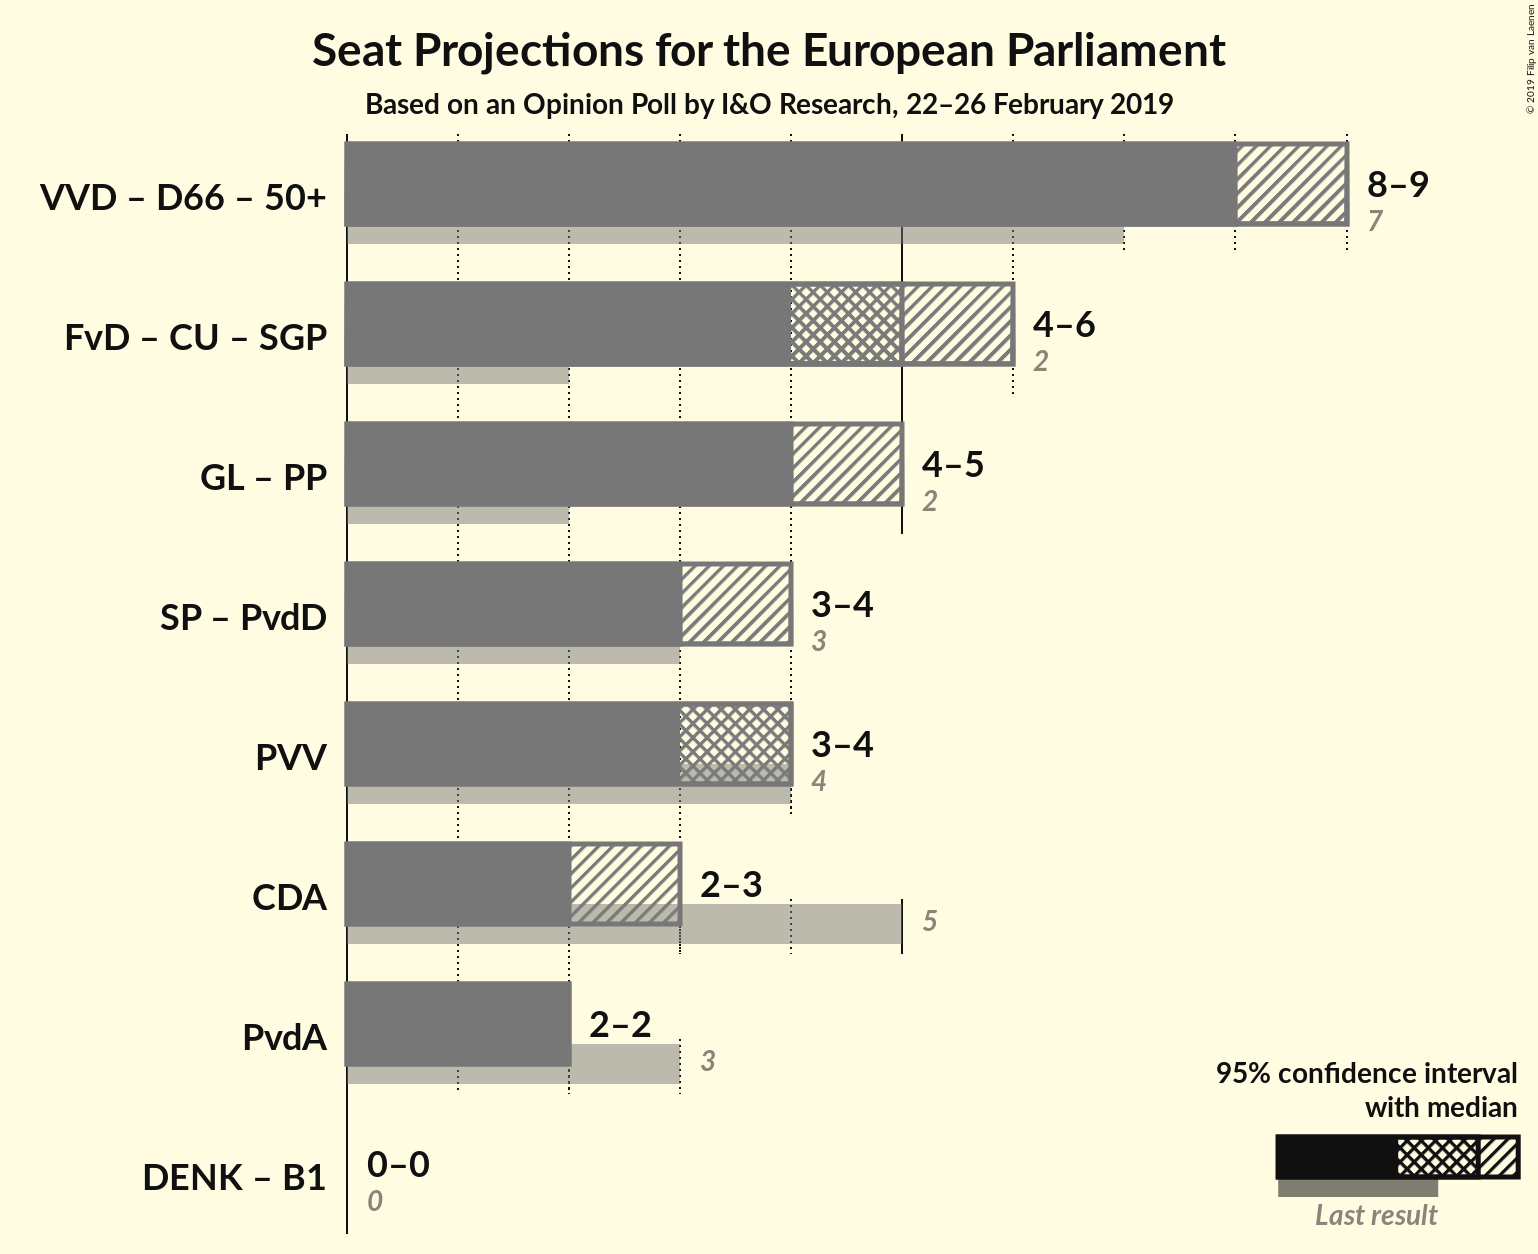 Seat Projections for the European Parliament
Based on an Opinion Poll by I&O Research, 22–26 February 2019
© 2019 Filip van Laenen
VVD – D66 – 50+
8–9
7
FvD – CU – SGP
4–6
2
GL – PP
4–5
2
SP – PvdD
3–4
3
PVV
3–4
4
CDA
2–3
5
PvdA
2–2
3
DENK – B1
0–0
0
95% confidence interval
with median
Last result